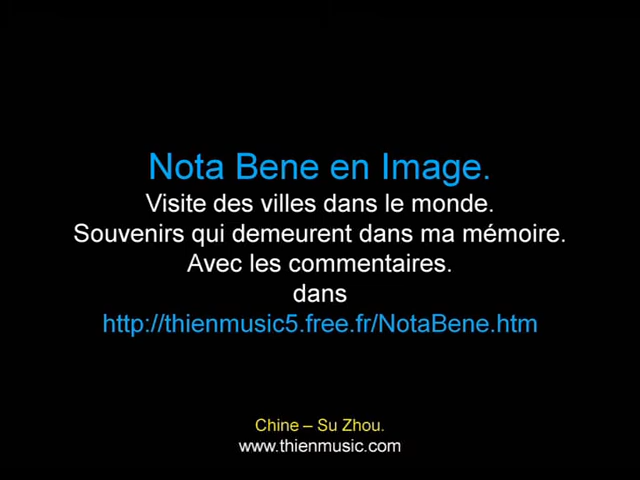 Nota Bene en Image.
Visite des villes dans le monde.
Souvenirs qui demeurent dans ma mémoire.
Avec les commentaires.
dans
http://thienmusic5.free.fr/NotaBene.htm
Chine – Su Zhou.
www.thienmusic.com